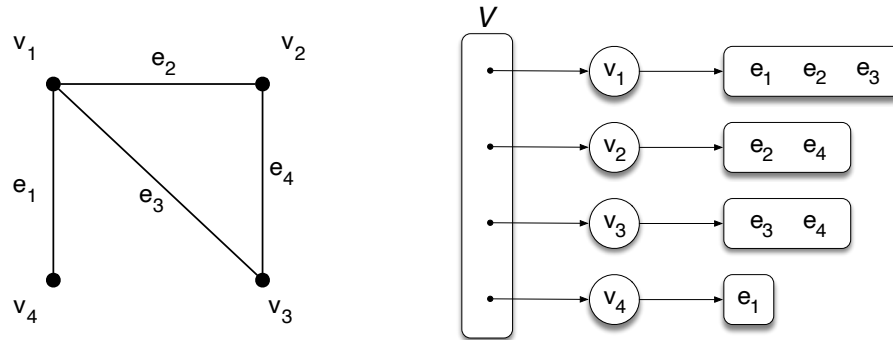 v1 v2
e2
e1 e3 e4
v4 v3
V
v1 e1 e2 e3
v2 e2 e4
v3 e3 e4
v4 e1